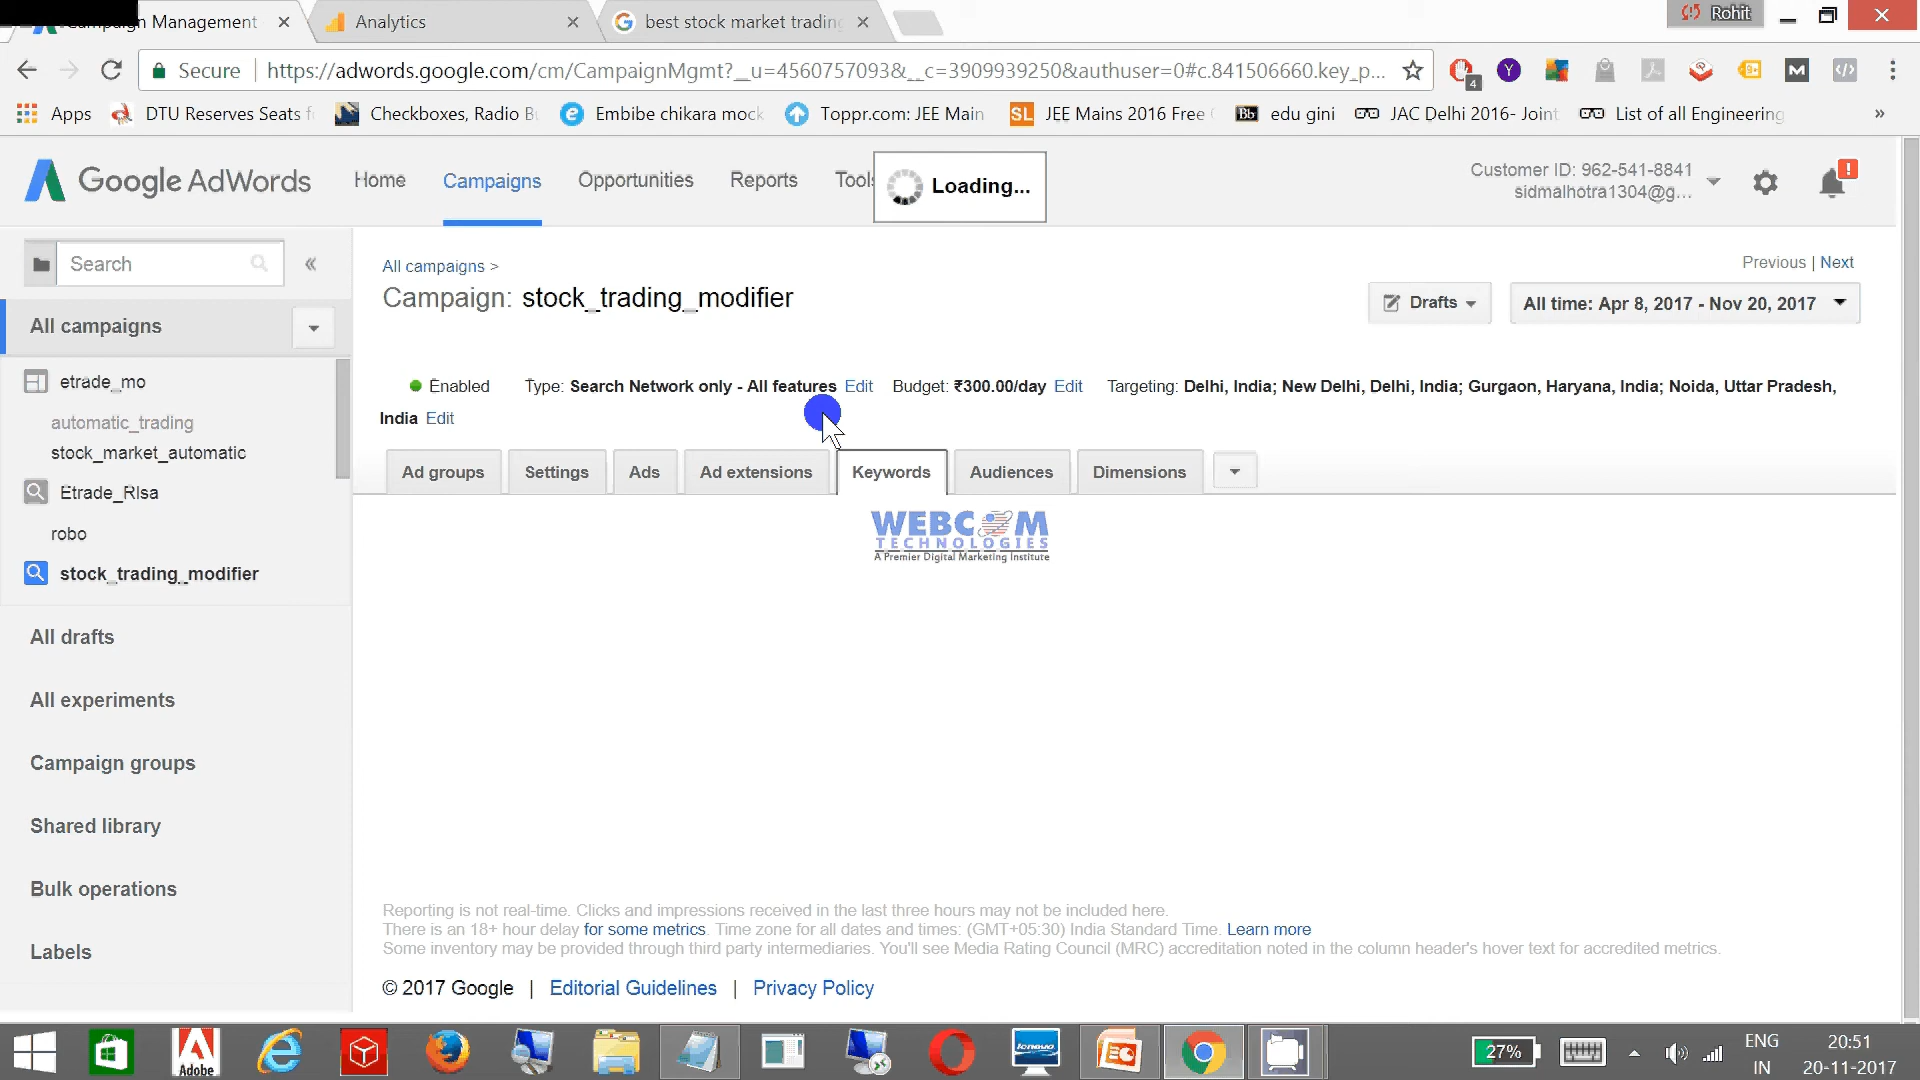 Campaign Management
Analytics
best stock market trading
Rohit
Secure
https://adwords.google.com/cm/CampaignMgmt?__u=4560757093&__c=3909939250&authuser=0#c.841506660.key_p...
4
Apps
DTU Reserves Seats f
Checkboxes, Radio B
Embibe chikara mock
Toppr.com: JEE Main
SL JEE Mains 2016 Free
Bb edu gini
JAC Delhi 2016- Joint
List of all Engineering
»
Google AdWords
Home
Campaigns
Opportunities
Reports
Tools
Loading...
Customer ID: 962-541-8841
sidmalhotra1304@g...
Search
«
All campaigns >
Previous | Next
Campaign: stock_trading_modifier
Drafts
All time: Apr 8, 2017 - Nov 20, 2017
All campaigns
etrade_mo
automatic_trading
stock_market_automatic
Etrade_Rlsa
robo
stock_trading_modifier
All drafts
All experiments
Campaign groups
Shared library
Bulk operations
Labels
Enabled Type: Search Network only - All features Edit Budget: ₹300.00/day Edit Targeting: Delhi, India; New Delhi, Delhi, India; Gurgaon, Haryana, India; Noida, Uttar Pradesh,
India Edit
Ad groups
Settings
Ads
Ad extensions
Keywords
Audiences
Dimensions
WEBCOM
TECHNOLOGIES
A Premier Digital Marketing Institute
Reporting is not real-time. Clicks and impressions received in the last three hours may not be included here.
There is an 18+ hour delay for some metrics. Time zone for all dates and times: (GMT+05:30) India Standard Time. Learn more
Some inventory may be provided through third party intermediaries. You'll see Media Rating Council (MRC) accreditation noted in the column header's hover text for accredited metrics.
© 2017 Google | Editorial Guidelines | Privacy Policy
Adobe
lenovo
27%
ENG
IN
20:51
20-11-2017